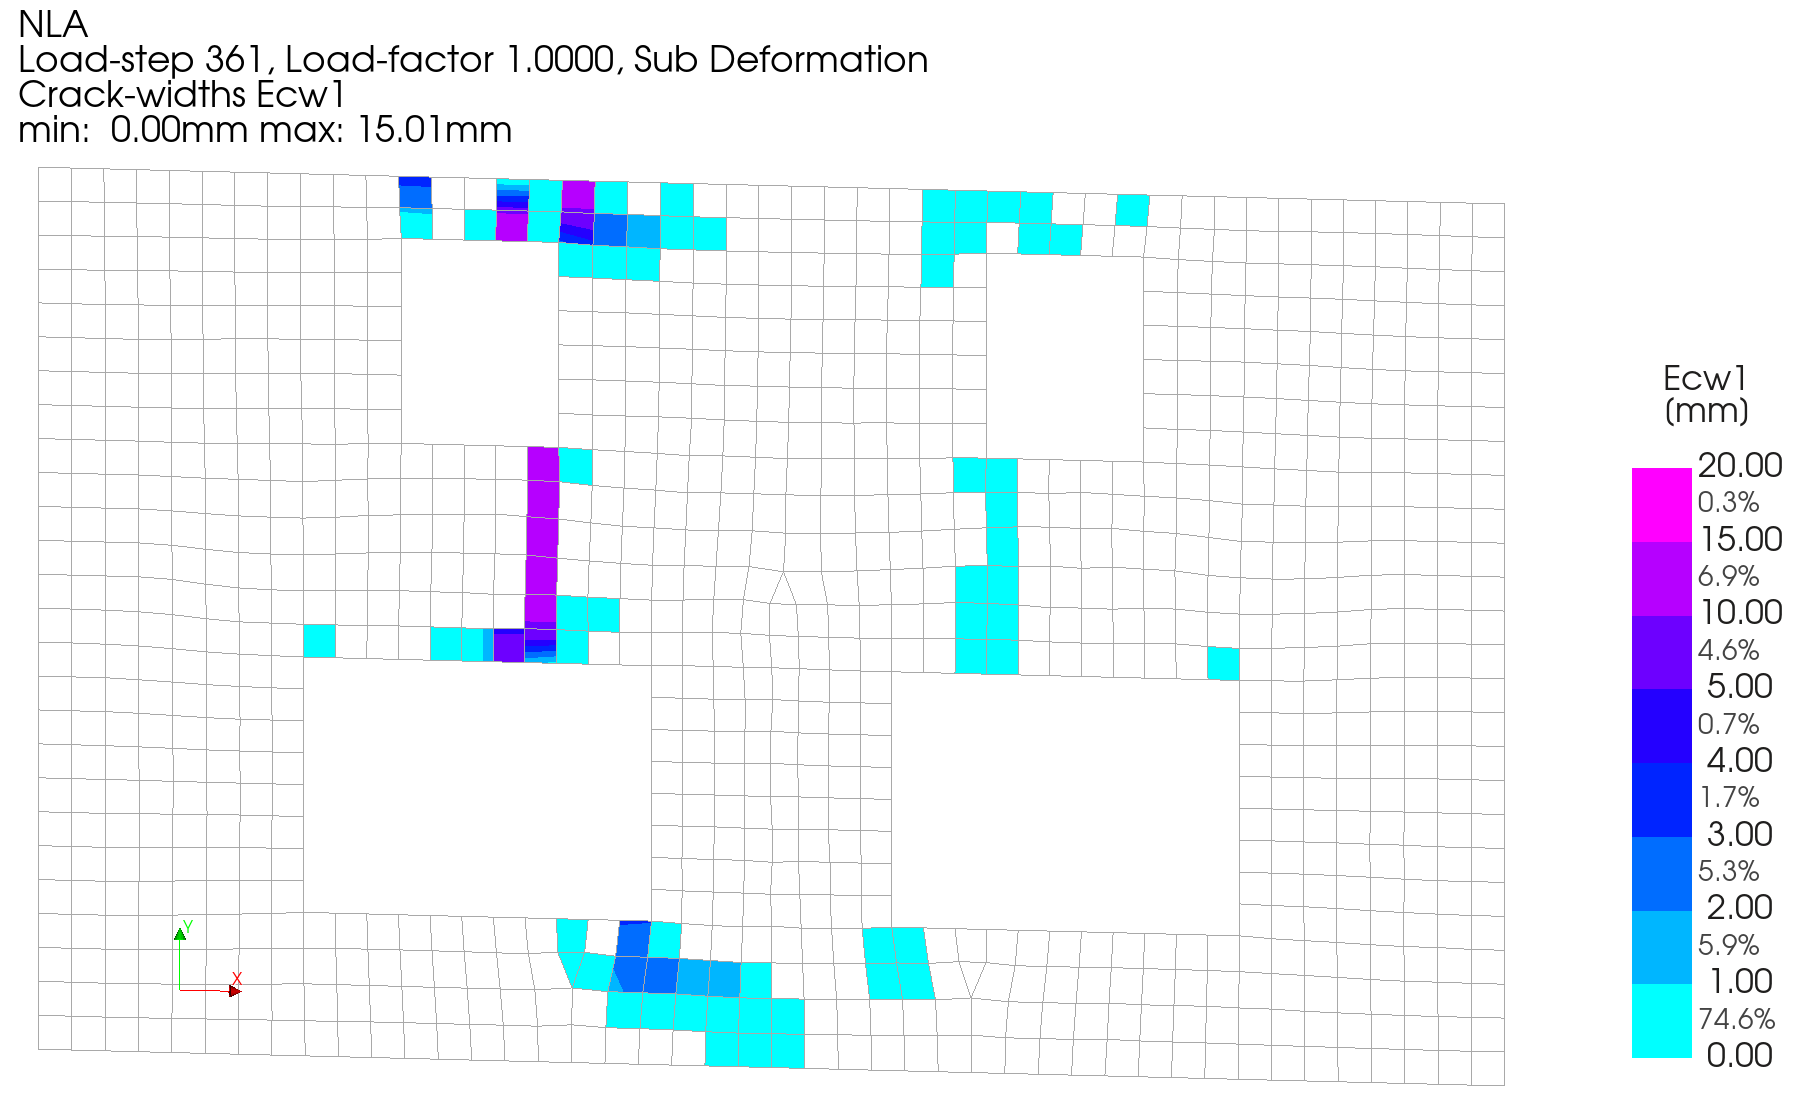 NLA
Load-step 361, Load-factor 1.0000, Sub Deformation
Crack-widths Ecw1
min:  0.00mm max: 15.01mm
Ecw1
(mm)
20.00
0.3%
15.00
6.9%
10.00
4.6%
5.00
0.7%
4.00
1.7%
3.00
5.3%
2.00
5.9%
1.00
74.6%
0.00
Y
X